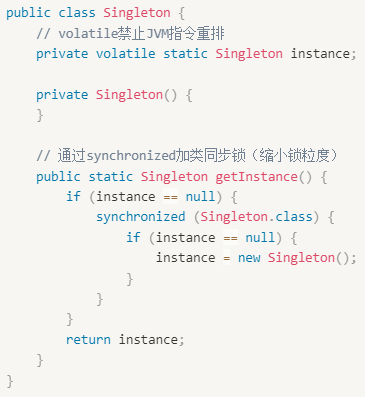 public class Singleton {
    // volatile禁止JVM指令重排
    private volatile static Singleton instance;

    private Singleton() {
    }

    // 通过synchronized加类同步锁（缩小锁粒度）
    public static Singleton getInstance() {
        if (instance == null) {
            synchronized (Singleton.class) {
                if (instance == null) {
                    instance = new Singleton();
                }
            }
        }
        return instance;
    }
}